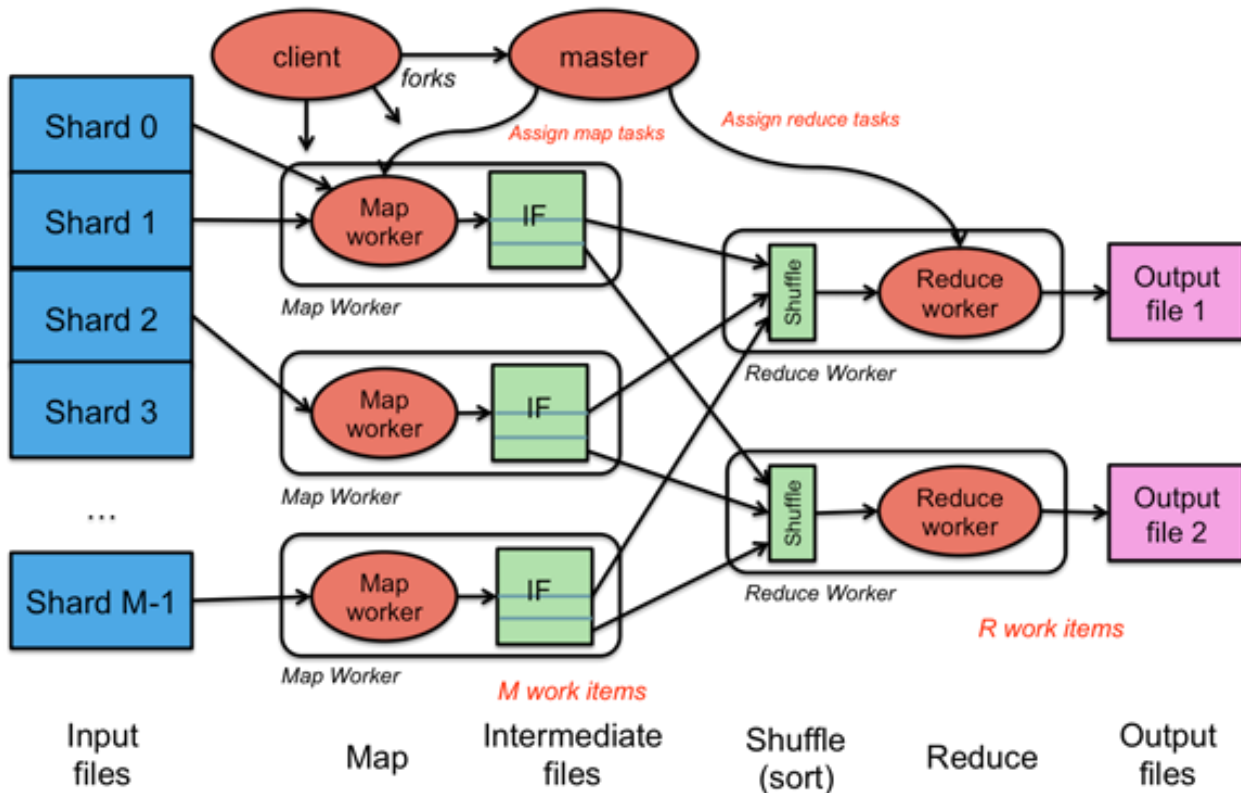 client
master
forks
Assign map tasks
Assign reduce tasks
Shard 0
Shard 1
Shard 2
Shard 3
...
Shard M-1
Map
worker
IF
Map Worker
Map
worker
IF
Map Worker
Map
worker
IF
Map Worker
M work items
Shuffle
Reduce
worker
Reduce Worker
Shuffle
Reduce
worker
Reduce Worker
R work items
Output
file 1
Output
file 2
Input
files
Map
Intermediate
files
Shuffle
(sort)
Reduce
Output
files